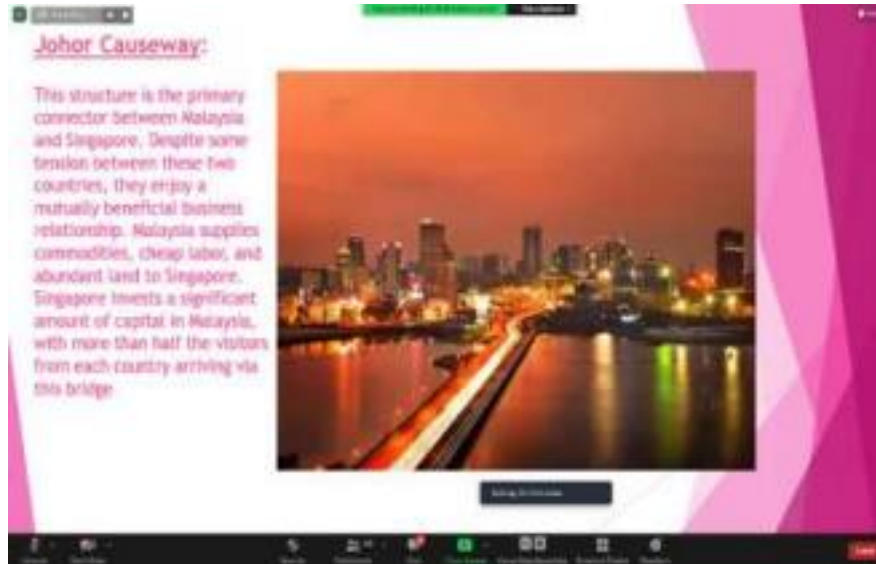 Johor Causeway:
This structure is the primary
connector between Malaysia
and Singapore. Despite some
tension between these two
countries, they enjoy a
mutually beneficial business
relationship. Malaysia supplies
commodities, cheap labor, and
abundant land to Singapore.
Singapore invests a significant
amount of capital in Malaysia,
with more than half the visitors
from each country arriving via
this bridge